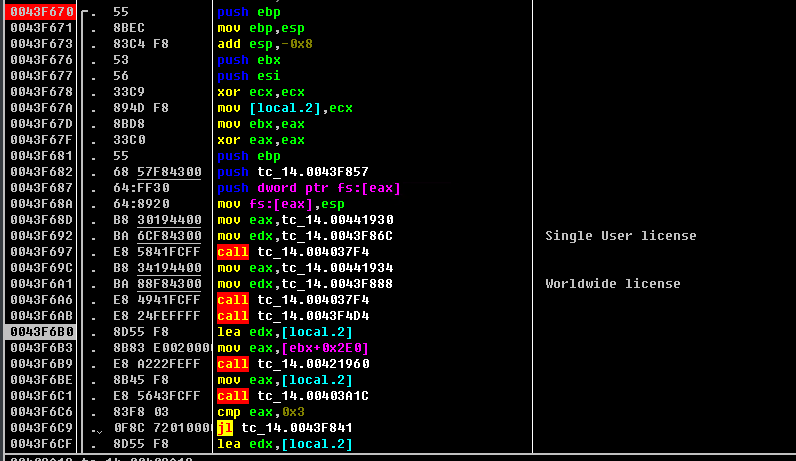 0043F670 . 55 push ebp
0043F671 . 8BEC mov ebp,esp
0043F673 . 83C4 F8 add esp,-0x8
0043F676 . 53 push ebx
0043F677 . 56 push esi
0043F678 . 33C9 xor ecx,ecx
0043F67A . 894D F8 mov [local.2],ecx
0043F67D . 8BD8 mov ebx,eax
0043F67F . 33C0 xor eax,eax
0043F681 . 55 push ebp
0043F682 . 68 57F84300 push tc_14.0043F857
0043F687 . 64:FF30 push dword ptr fs:[eax]
0043F68A . 64:8920 mov fs:[eax],esp
0043F68D . B8 30194400 mov eax,tc_14.00441930
0043F692 . BA 6CF84300 mov edx,tc_14.0043F86C Single User license
0043F697 . E8 5841FCFF call tc_14.004037F4
0043F69C . B8 34194400 mov eax,tc_14.00441934
0043F6A1 . BA 88F84300 mov edx,tc_14.0043F888 Worldwide license
0043F6A6 . E8 4941FCFF call tc_14.004037F4
0043F6AB . E8 24FEFFFF call tc_14.0043F4D4
0043F6B0 . 8D55 F8 lea edx,[local.2]
0043F6B3 . 8B83 E002000 mov eax,[ebx+0x2E0]
0043F6B9 . E8 A222FEFF call tc_14.00421960
0043F6BE . 8B45 F8 mov eax,[local.2]
0043F6C1 . E8 5643FCFF call tc_14.00403A1C
0043F6C6 . 83F8 03 cmp eax,0x3
0043F6C9 . 0F8C 7201000 jl tc_14.0043F841
0043F6CF . 8D55 F8 lea edx,[local.2]